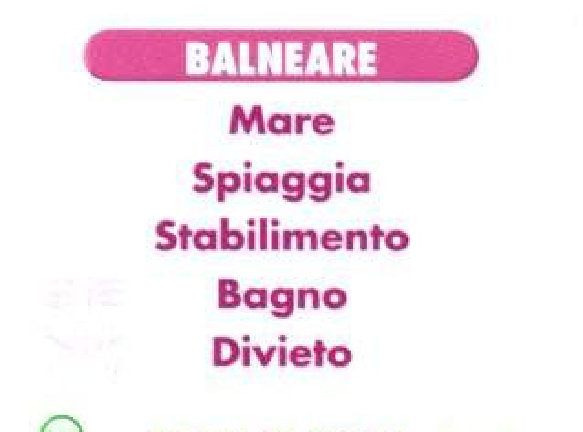 BALNEARE
Mare
Spiaggia
Stabilimento
Bagno
Divieto